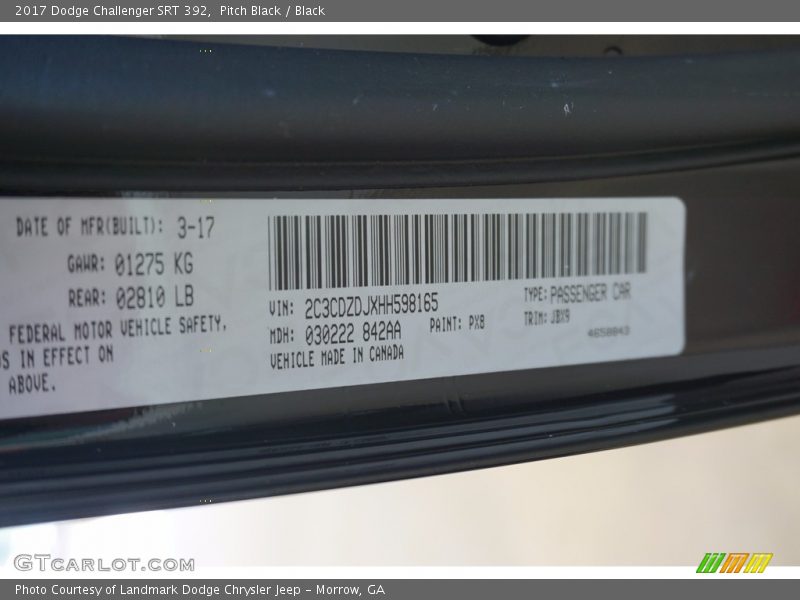 2017 Dodge Challenger SRT 392, Pitch Black / Black
DATE OF MFR(BUILT): 3-17
GAWR: 01275 KG
REAR: 02810 LB
FEDERAL MOTOR VEHICLE SAFETY,
IN EFFECT ON
ABOVE.
VIN: 2C3CDZDJXHH598165
TYPE: PASSENGER CAR
MDH: 030222 842AA
PAINT: PX8
TRIM: JBX9
VEHICLE MADE IN CANADA
4658843
GTCARLOT.COM
Photo Courtesy of Landmark Dodge Chrysler Jeep – Morrow, GA